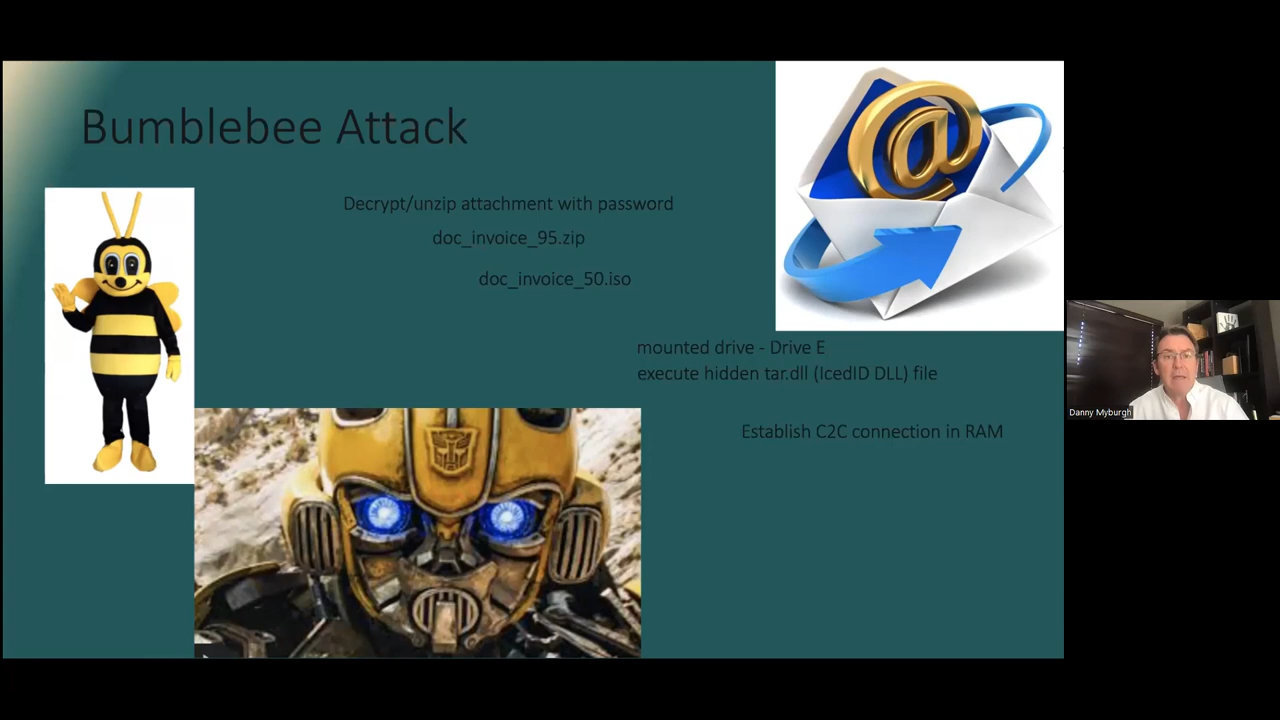 Bumblebee Attack
Decrypt/unzip attachment with password
doc_invoice_95.zip
doc_invoice_50.iso
mounted drive - Drive E
execute hidden tar.dll (IcedID DLL) file
Establish C2C connection in RAM
Danny Myburgh